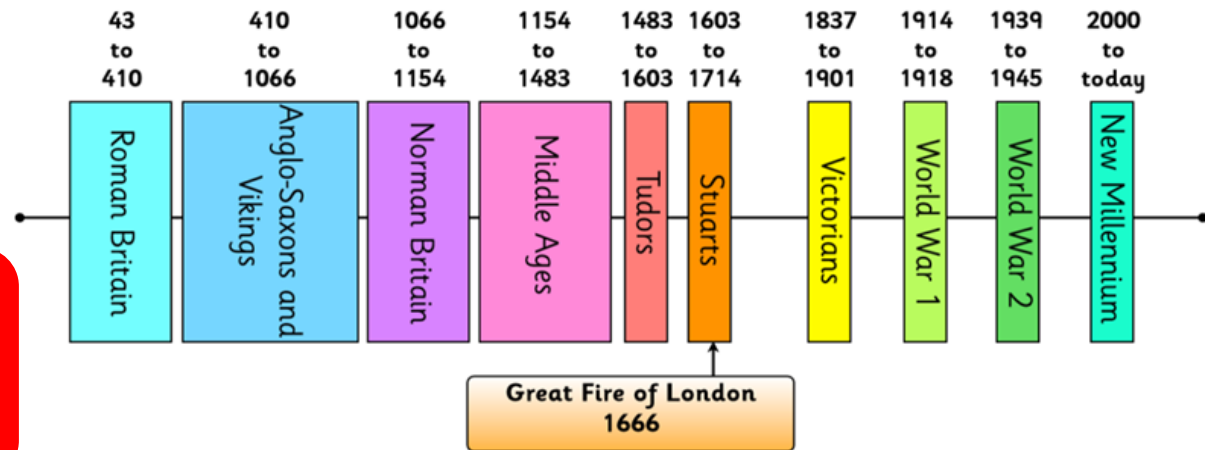 43
to
410
410
to
1066
1066
to
1154
1154
to
1483
1483
to
1603
1603
to
1714
1837
to
1901
1914
to
1918
1939
to
1945
2000
to
today
Roman Britain
Anglo-Saxons and
Vikings
Norman Britain
Middle Ages
Tudors
Stuarts
Victorians
World War 1
World War 2
New Millennium
Great Fire of London
1666